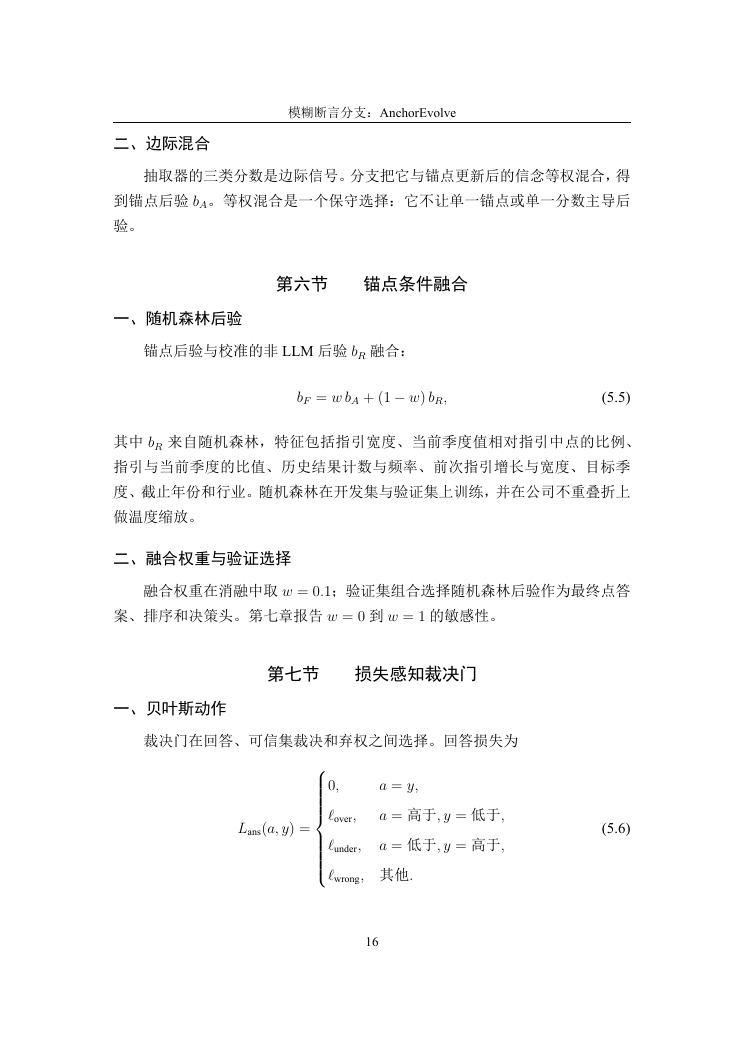 模糊断言分支：AnchorEvolve
二、边际混合
抽取器的三类分数是边际信号。分支把它与锚点更新后的信念等权混合，得
到锚点后验 b_A。等权混合是一个保守选择：它不让单一锚点或单一分数主导后
验。
第六节 锚点条件融合
一、随机森林后验
锚点后验与校准的非 LLM 后验 b_R 融合：
b_F = w b_A + (1 − w) b_R, (5.5)
其中 b_R 来自随机森林，特征包括指引宽度、当前季度值相对指引中点的比例、
指引与当前季度的比值、历史结果计数与频率、前次指引增长与宽度、目标季
度、截止年份和行业。随机森林在开发集与验证集上训练，并在公司不重叠折上
做温度缩放。
二、融合权重与验证选择
融合权重在消融中取 w = 0.1；验证集组合选择随机森林后验作为最终点答
案、排序和决策头。第七章报告 w = 0 到 w = 1 的敏感性。
第七节 损失感知裁决门
一、贝叶斯动作
裁决门在回答、可信集裁决和弃权之间选择。回答损失为
0, a = y,
ℓ_over, a = 高于, y = 低于,
L_ans(a, y) = { (5.6)
ℓ_under, a = 低于, y = 高于,
ℓ_wrong, 其他.
16